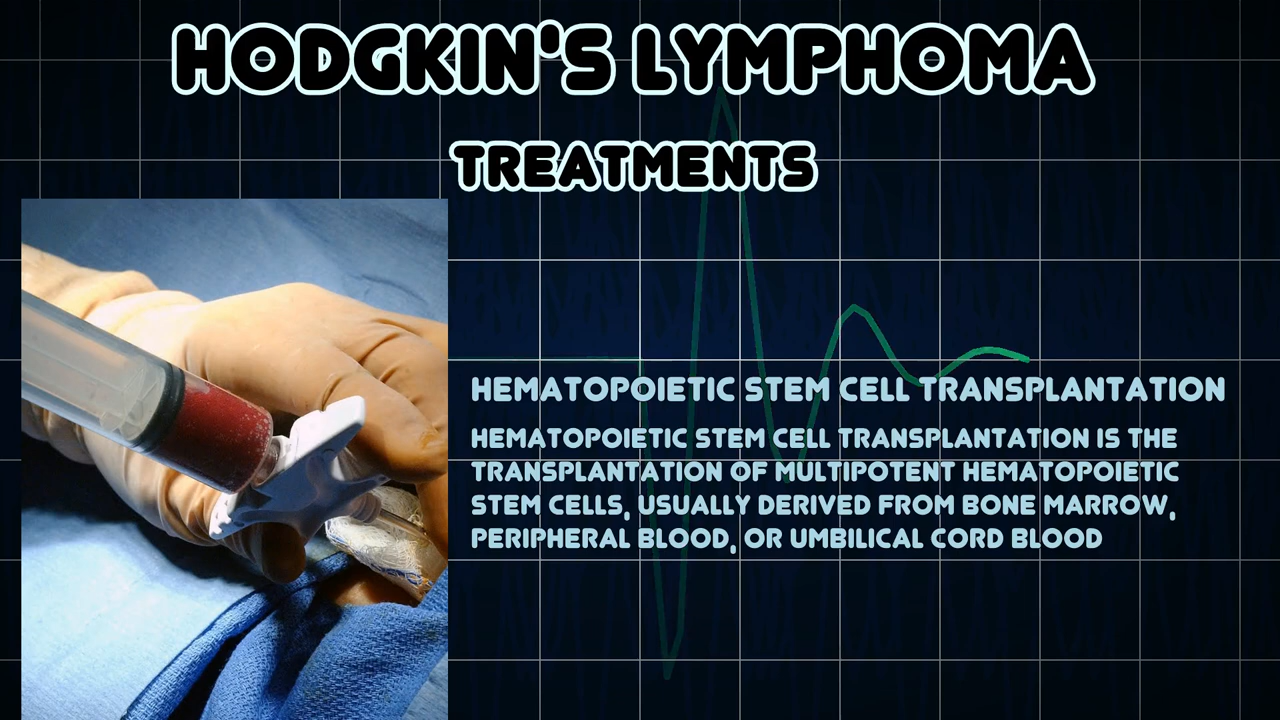 HODGKIN'S LYMPHOMA
TREATMENTS
HEMATOPOIETIC STEM CELL TRANSPLANTATION
HEMATOPOIETIC STEM CELL TRANSPLANTATION IS THE
TRANSPLANTATION OF MULTIPOTENT HEMATOPOIETIC
STEM CELLS, USUALLY DERIVED FROM BONE MARROW,
PERIPHERAL BLOOD, OR UMBILICAL CORD BLOOD